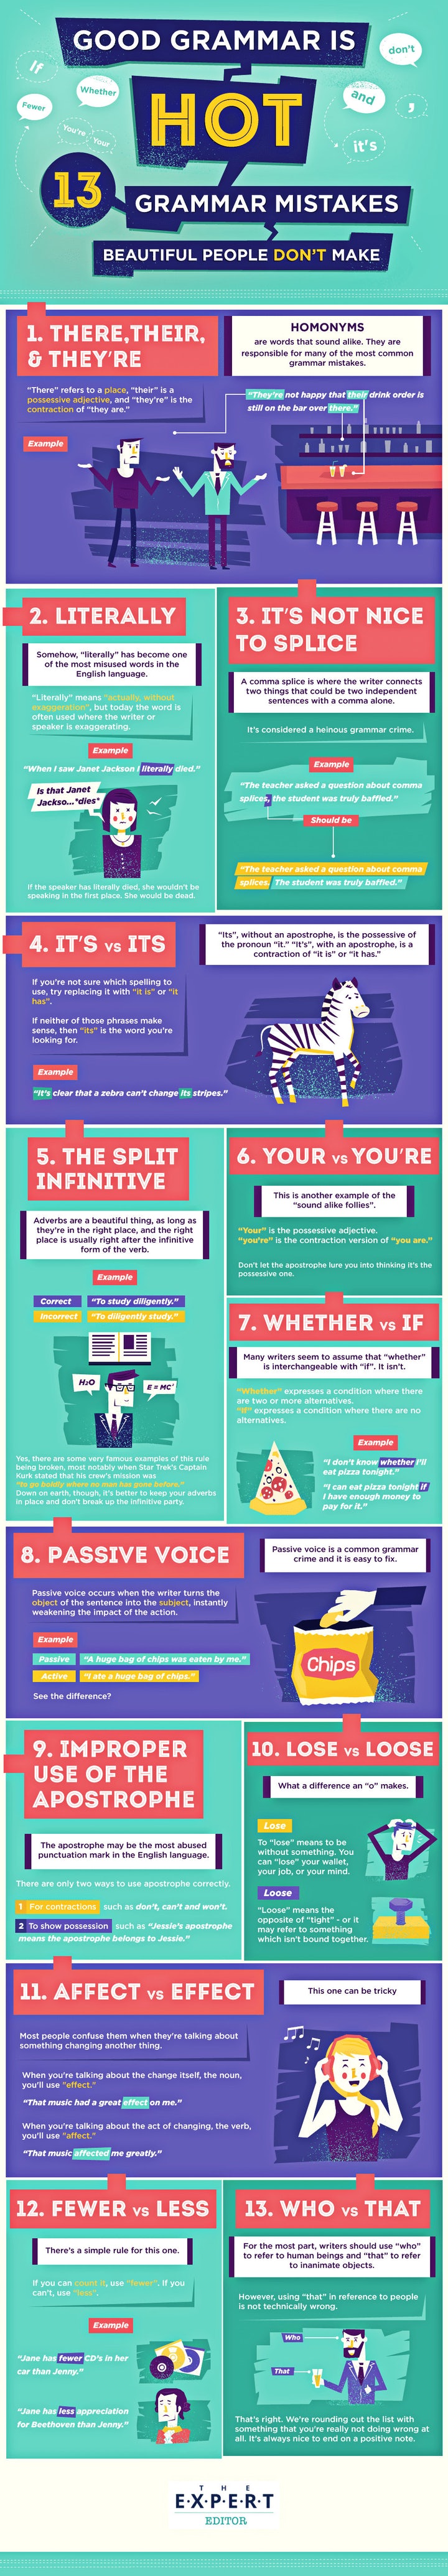 GOOD GRAMMAR IS
don't
If
Whether
HOT
Fewer
and
,
You're
Your
it's
13
GRAMMAR MISTAKES
BEAUTIFUL PEOPLE DON'T MAKE
1. THERE, THEIR,
& THEY'RE
HOMONYMS
are words that sound alike. They are
responsible for many of the most common
grammar mistakes.
"There" refers to a place, "their" is a
possessive adjective, and "they're" is the
contraction of "they are."
"They're not happy that their drink order is
still on the bar over there."
Example
2. LITERALLY
Somehow, "literally" has become one
of the most misused words in the
English language.
"Literally" means "actually, without
exaggeration", but today the word is
often used where the writer or
speaker is exaggerating.
Example
"When I saw Janet Jackson I literally died."
Is that Janet
Jackso...*dies*
If the speaker has literally died, she wouldn't be
speaking in the first place. She would be dead.
3. IT'S NOT NICE
TO SPLICE
A comma splice is where the writer connects
two things that could be two independent
sentences with a comma alone.
It's considered a heinous grammar crime.
Example
"The teacher asked a question about comma
splices, the student was truly baffled."
Should be
"The teacher asked a question about comma
splices. The student was truly baffled."
4. IT'S vs ITS
"Its", without an apostrophe, is the possessive of
the pronoun "it." "It's", with an apostrophe, is a
contraction of "it is" or "it has."
If you're not sure which spelling to
use, try replacing it with "it is" or "it
has".
If neither of those phrases make
sense, then "its" is the word you're
looking for.
Example
"It's clear that a zebra can't change its stripes."
5. THE SPLIT
INFINITIVE
Adverbs are a beautiful thing, as long as
they're in the right place, and the right
place is usually right after the infinitive
form of the verb.
Example
Correct "To study diligently."
Incorrect "To diligently study."
H2O
E = MC²
Yes, there are some very famous examples of this rule
being broken, most notably when Star Trek's Captain
Kurk stated that his crew's mission was
"to go boldly where no man has gone before."
Down on earth, though, it's better to keep your adverbs
in place and don't break up the infinitive party.
6. YOUR vs YOU'RE
This is another example of the
"sound alike follies".
"Your" is the possessive adjective.
"you're" is the contraction version of "you are."
Don't let the apostrophe lure you into thinking it's the
possessive one.
7. WHETHER vs IF
Many writers seem to assume that "whether"
is interchangeable with "if". It isn't.
"Whether" expresses a condition where there
are two or more alternatives.
"If" expresses a condition where there are no
alternatives.
Example
"I don't know whether I'll
eat pizza tonight."
"I can eat pizza tonight if
I have enough money to
pay for it."
8. PASSIVE VOICE
Passive voice is a common grammar
crime and it is easy to fix.
Passive voice occurs when the writer turns the
object of the sentence into the subject, instantly
weakening the impact of the action.
Example
Passive "A huge bag of chips was eaten by me."
Active "I ate a huge bag of chips."
See the difference?
Chips
9. IMPROPER
USE OF THE
APOSTROPHE
The apostrophe may be the most abused
punctuation mark in the English language.
There are only two ways to use apostrophe correctly.
1 For contractions such as don't, can't and won't.
2 To show possession such as "Jessie's apostrophe
means the apostrophe belongs to Jessie."
10. LOSE vs LOOSE
What a difference an "o" makes.
Lose
To "lose" means to be
without something. You
can "lose" your wallet,
your job, or your mind.
Loose
"Loose" means the
opposite of "tight" - or it
may refer to something
which isn't bound together.
11. AFFECT vs EFFECT
This one can be tricky
Most people confuse them when they're talking about
something changing another thing.
When you're talking about the change itself, the noun,
you'll use "effect."
"That music had a great effect on me."
When you're talking about the act of changing, the verb,
you'll use "affect."
"That music affected me greatly."
12. FEWER vs LESS
There's a simple rule for this one.
If you can count it, use "fewer". If you
can't, use "less".
Example
"Jane has fewer CD's in her
car than Jenny."
"Jane has less appreciation
for Beethoven than Jenny."
13. WHO vs THAT
For the most part, writers should use "who"
to refer to human beings and "that" to refer
to inanimate objects.
However, using "that" in reference to people
is not technically wrong.
Who
That
That's right. We're rounding out the list with
something that you're really not doing wrong at
all. It's always nice to end on a positive note.
THE
E•X•P•E•R•T
EDITOR